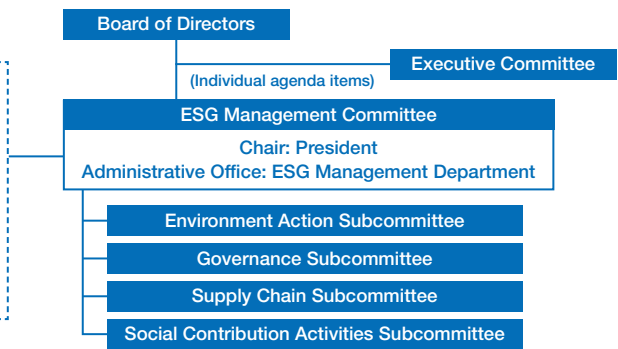 Board of Directors
Executive Committee
(Individual agenda items)
ESG Management Committee
Chair: President
Administrative Office: ESG Management Department
Environment Action Subcommittee
Governance Subcommittee
Supply Chain Subcommittee
Social Contribution Activities Subcommittee